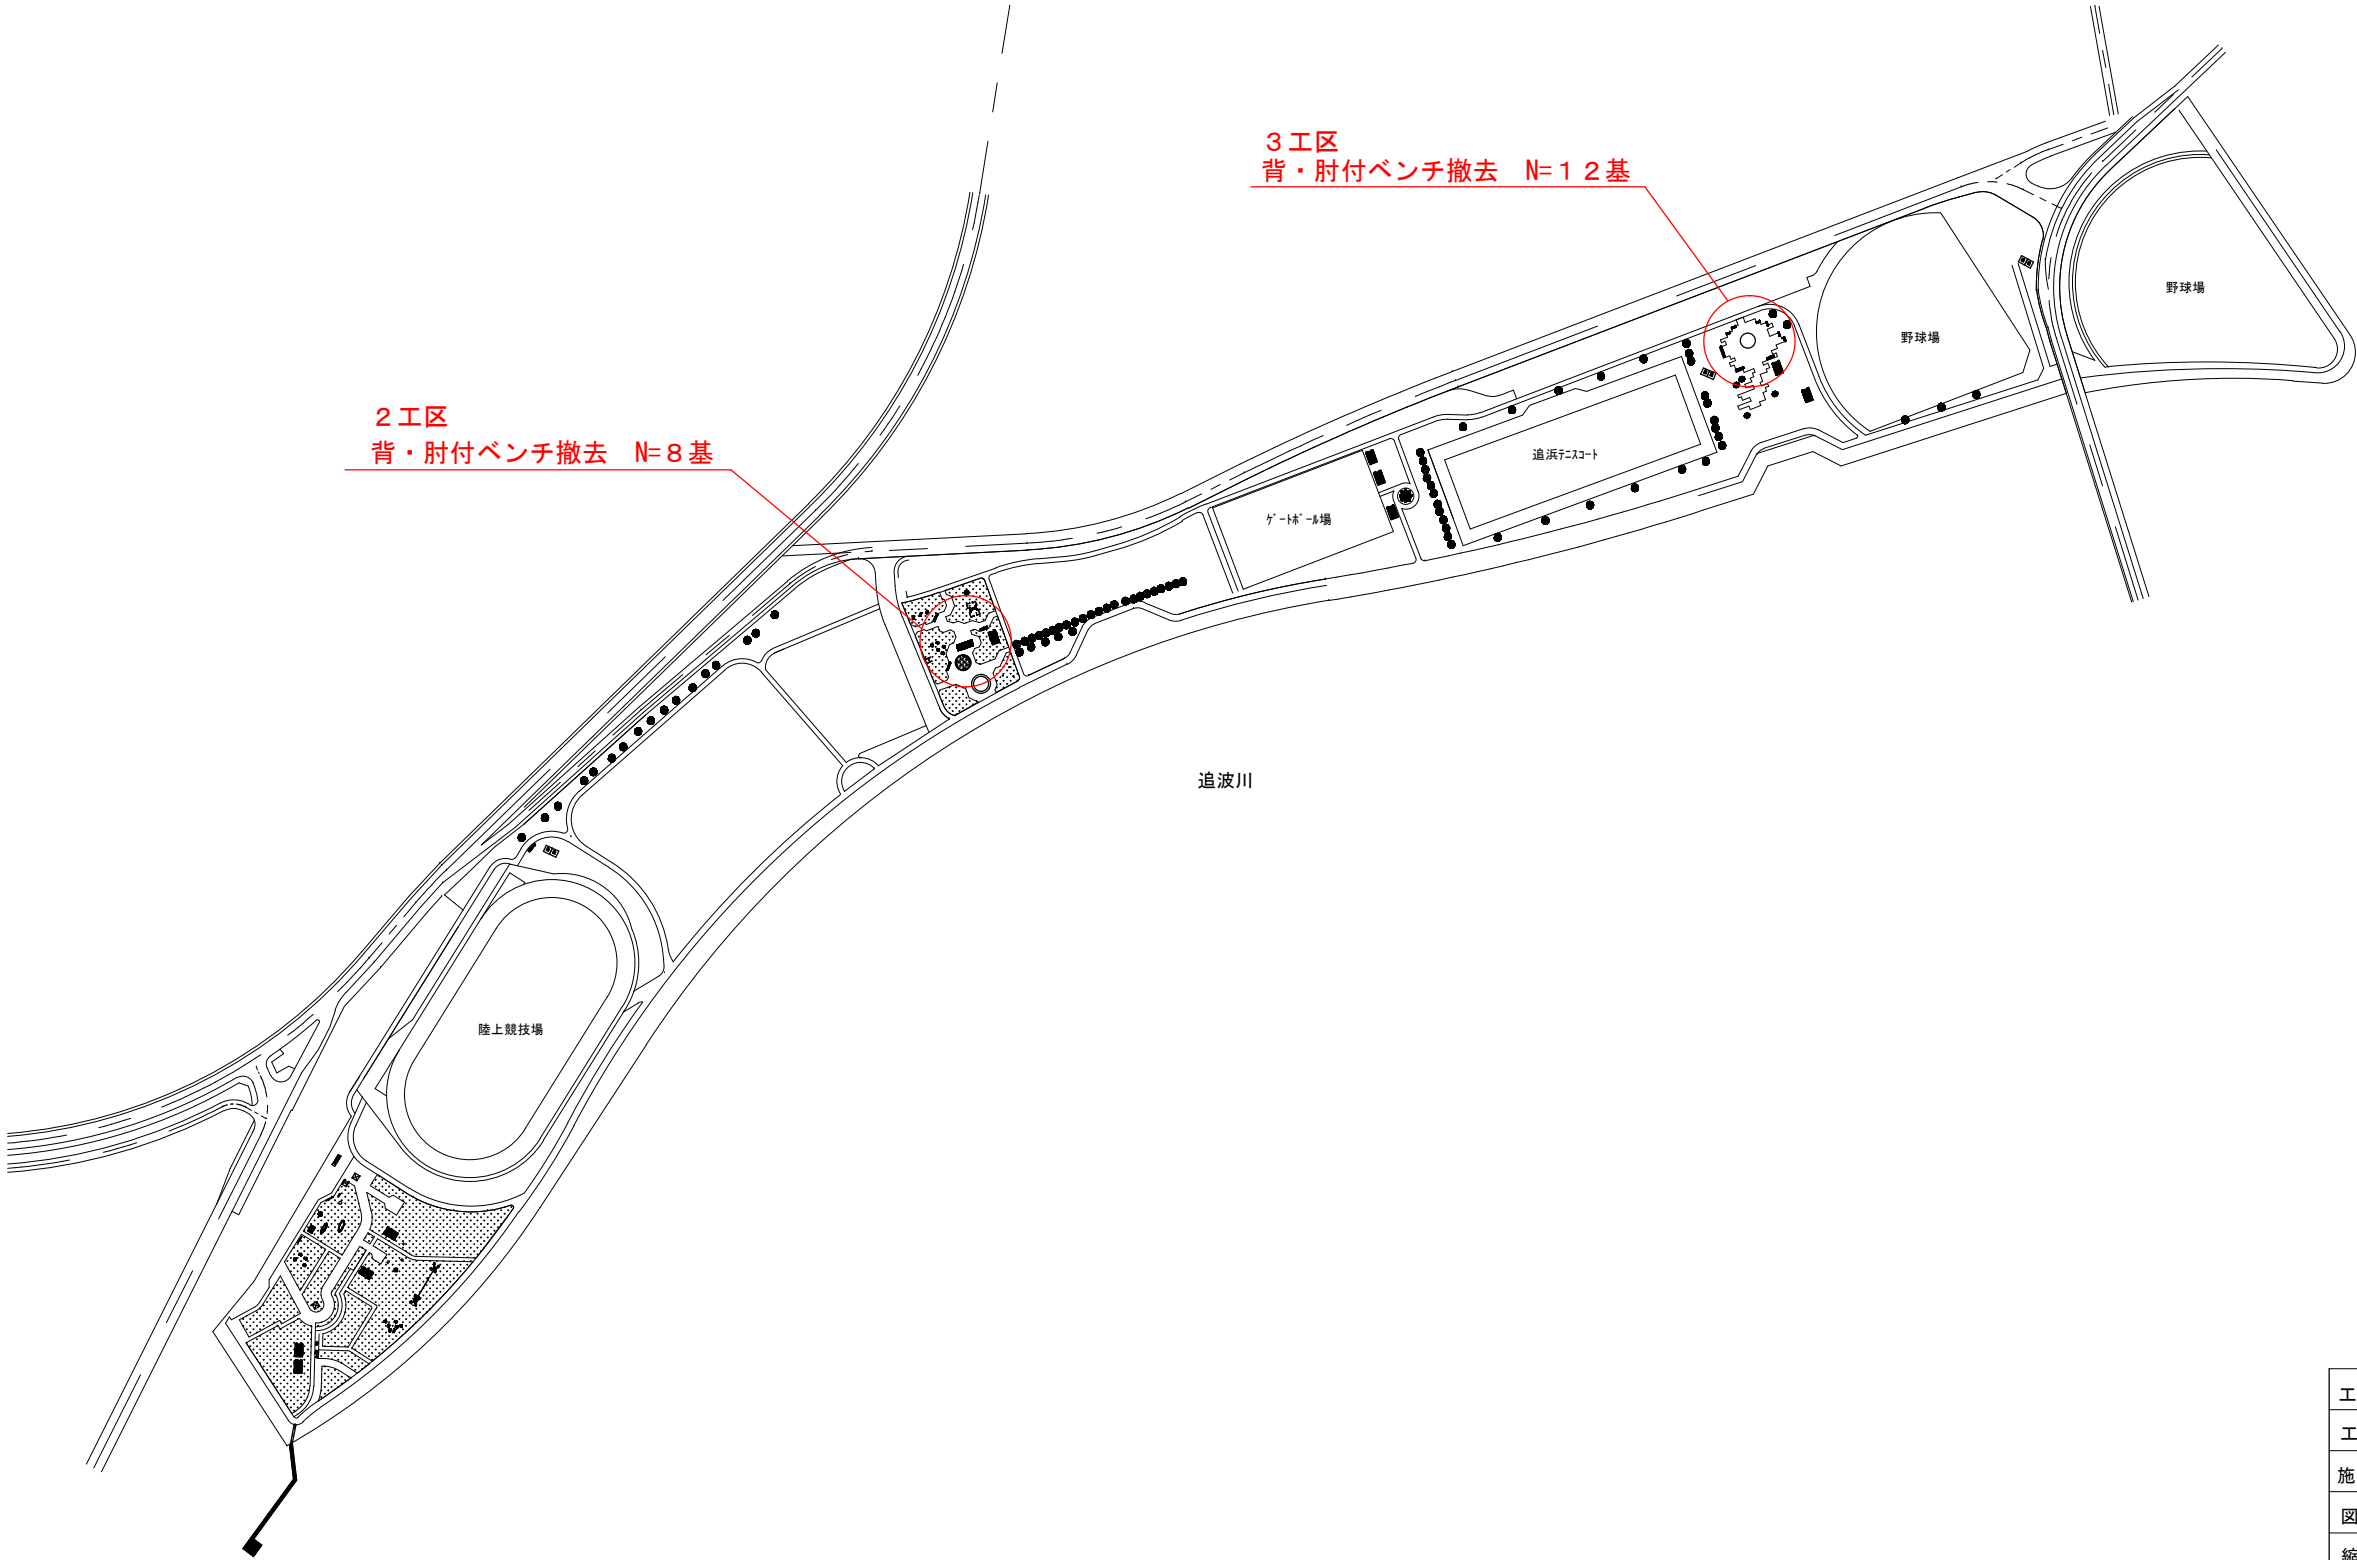 3工区
背・肘付ベンチ撤去　N=12基
野球場
野球場
2工区
背・肘付ベンチ撤去　N=8基
追浜ﾃﾆｽｺｰﾄ
ｹﾞｰﾄﾎﾞｰﾙ場
追波川
陸上競技場
工
工
施
図
縮